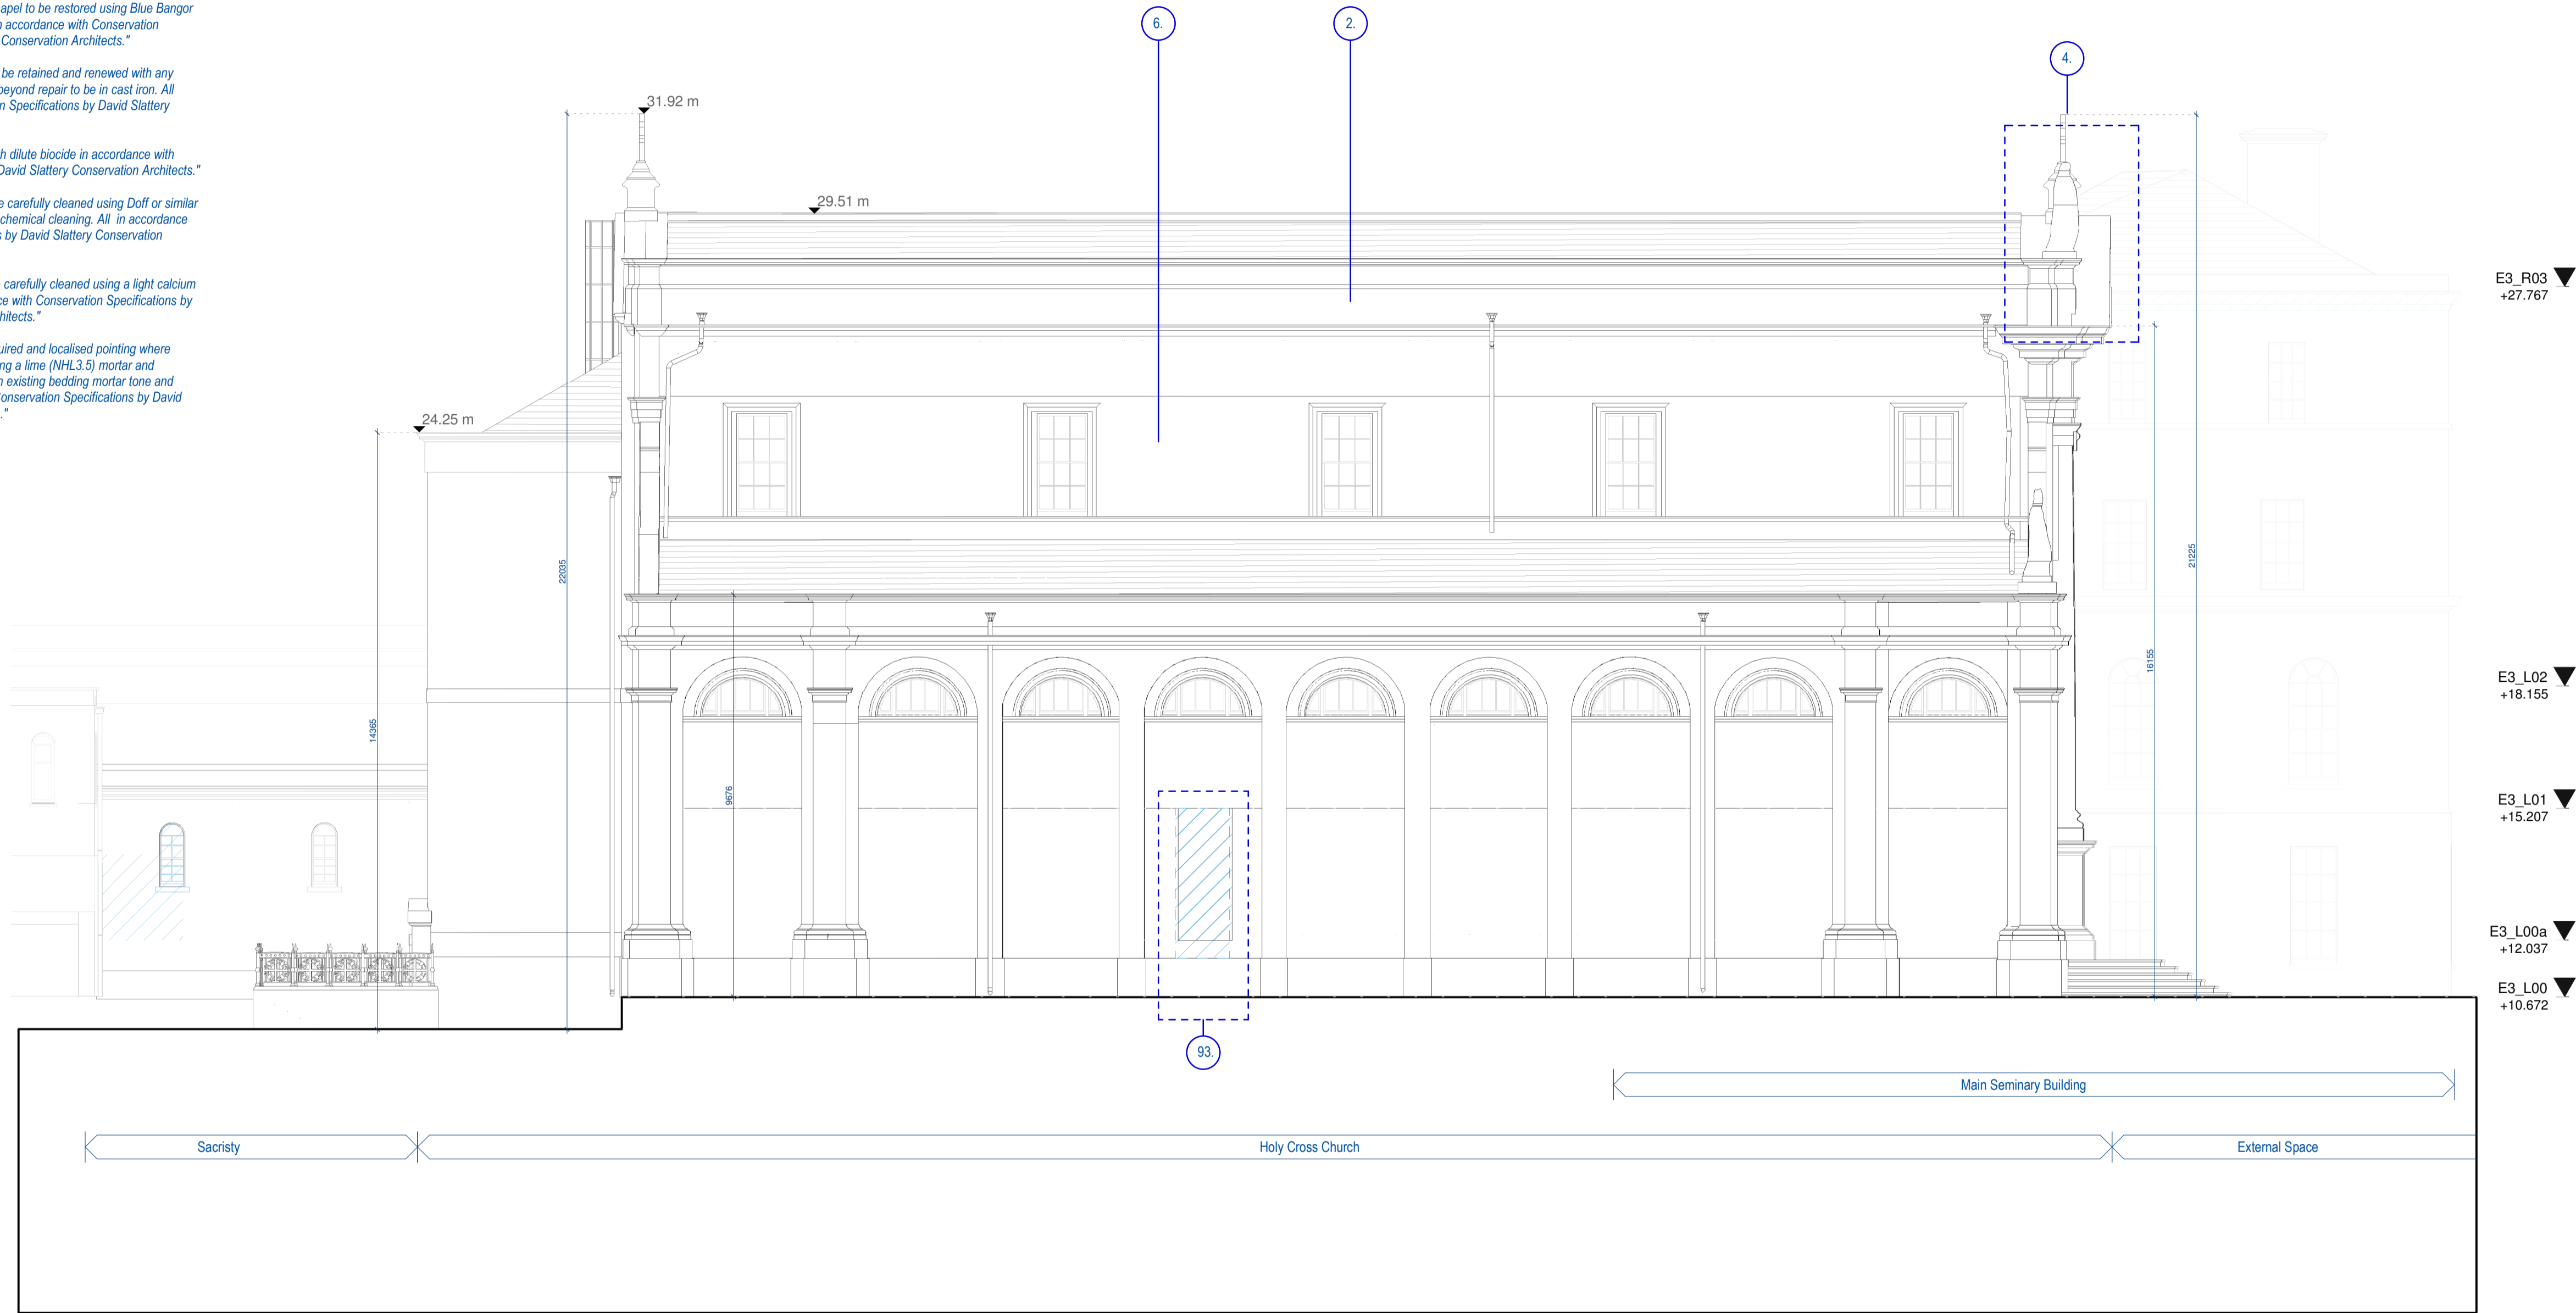 apel to be restored using Blue Bangor
n accordance with Conservation
Conservation Architects."
be retained and renewed with any
beyond repair to be in cast iron. All
n Specifications by David Slattery
h dilute biocide in accordance with
David Slattery Conservation Architects."
e carefully cleaned using Doff or similar
chemical cleaning. All in accordance
s by David Slattery Conservation
carefully cleaned using a light calcium
ce with Conservation Specifications by
hitects."
uired and localised pointing where
ng a lime (NHL3.5) mortar and
h existing bedding mortar tone and
Conservation Specifications by David
."
6.
2.
4.
31.92 m
29.51 m
24.25 m
E3_R03
+27.767
22035
21225
16155
14365
9676
E3_L02
+18.155
E3_L01
+15.207
E3_L00a
+12.037
E3_L00
+10.672
93.
Main Seminary Building
Sacristy
Holy Cross Church
External Space